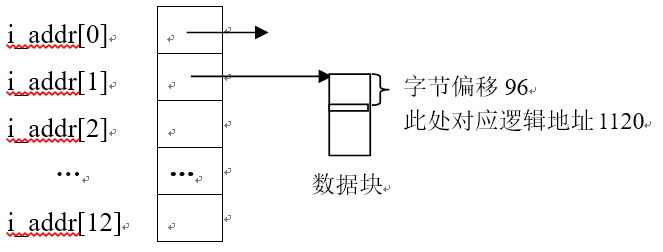 i_addr[0]
i_addr[1]
字节偏移 96
此处对应逻辑地址 1120
i_addr[2]
数据块
... ...
i_addr[12]